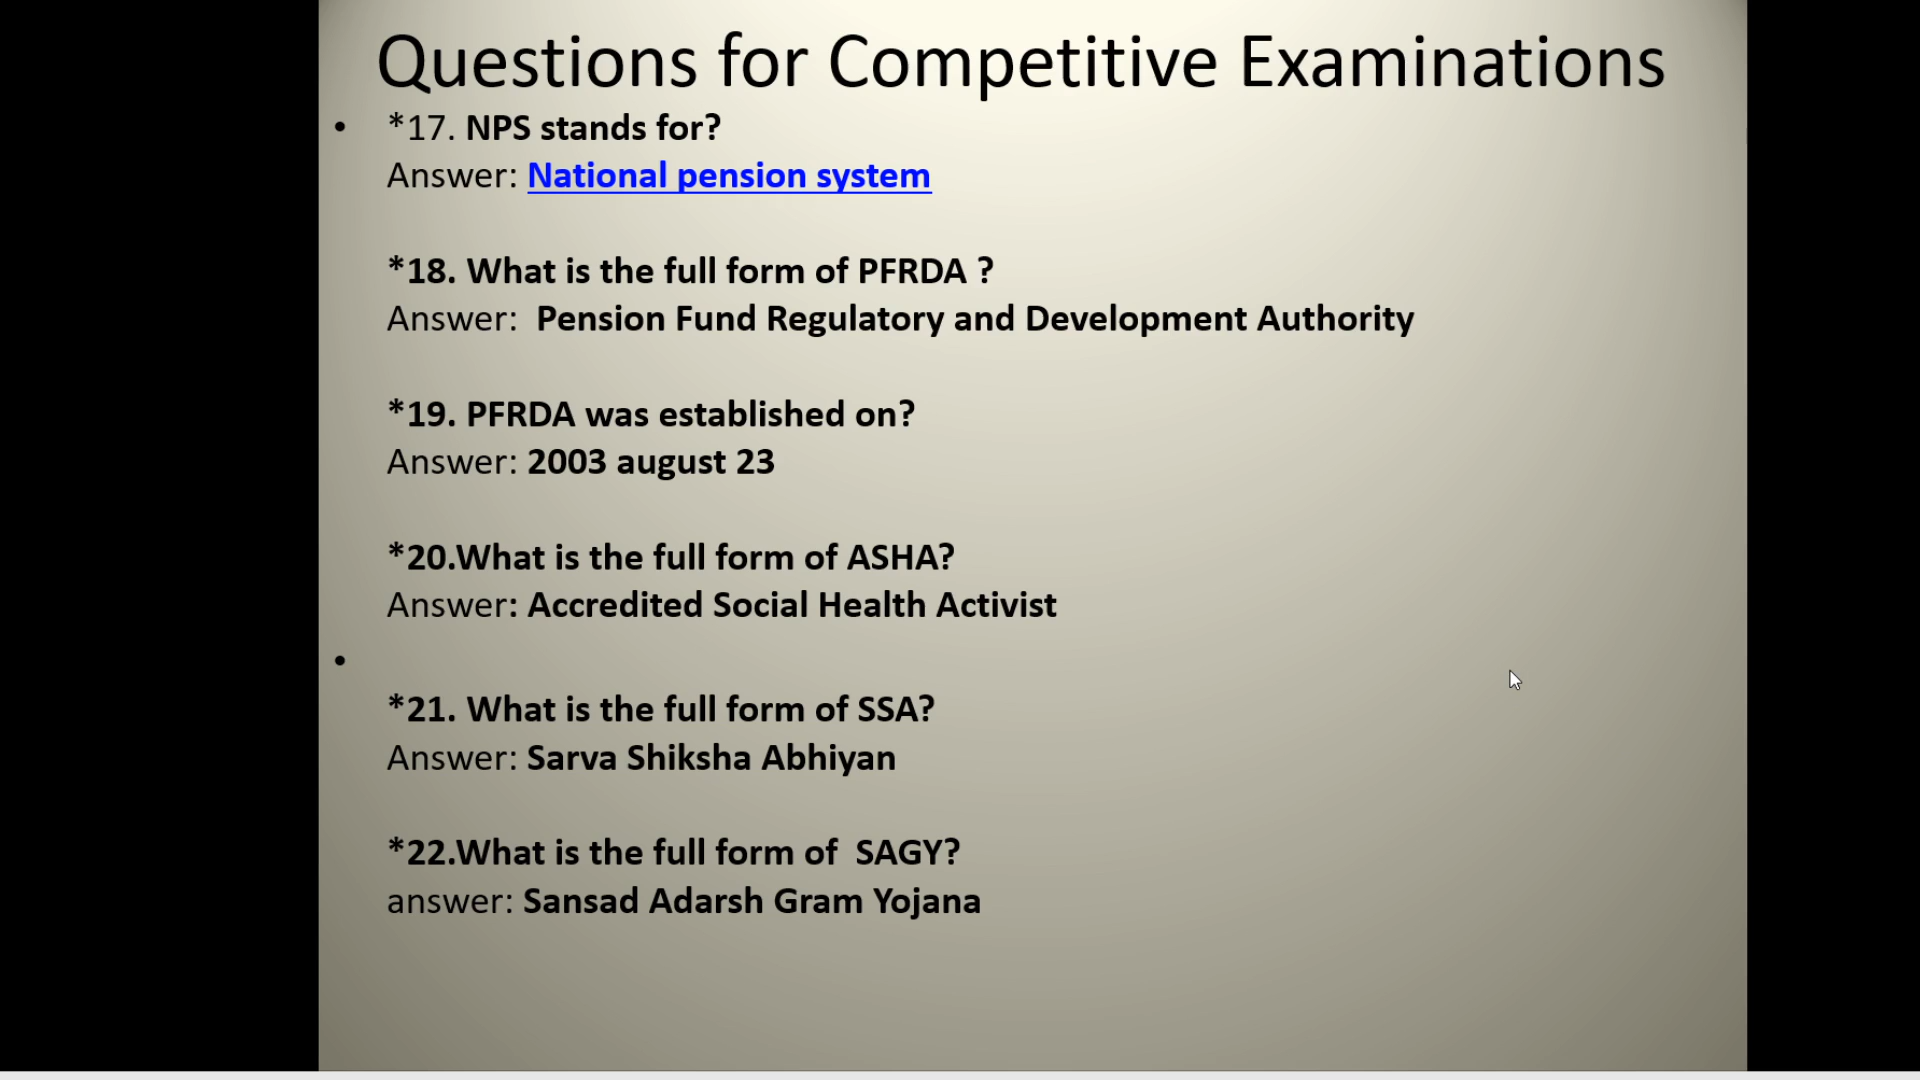 Questions for Competitive Examinations
• *17. NPS stands for?
Answer: National pension system
*18. What is the full form of PFRDA ?
Answer:  Pension Fund Regulatory and Development Authority
*19. PFRDA was established on?
Answer: 2003 august 23
*20.What is the full form of ASHA?
Answer: Accredited Social Health Activist
•
*21. What is the full form of SSA?
Answer: Sarva Shiksha Abhiyan
*22.What is the full form of  SAGY?
answer: Sansad Adarsh Gram Yojana